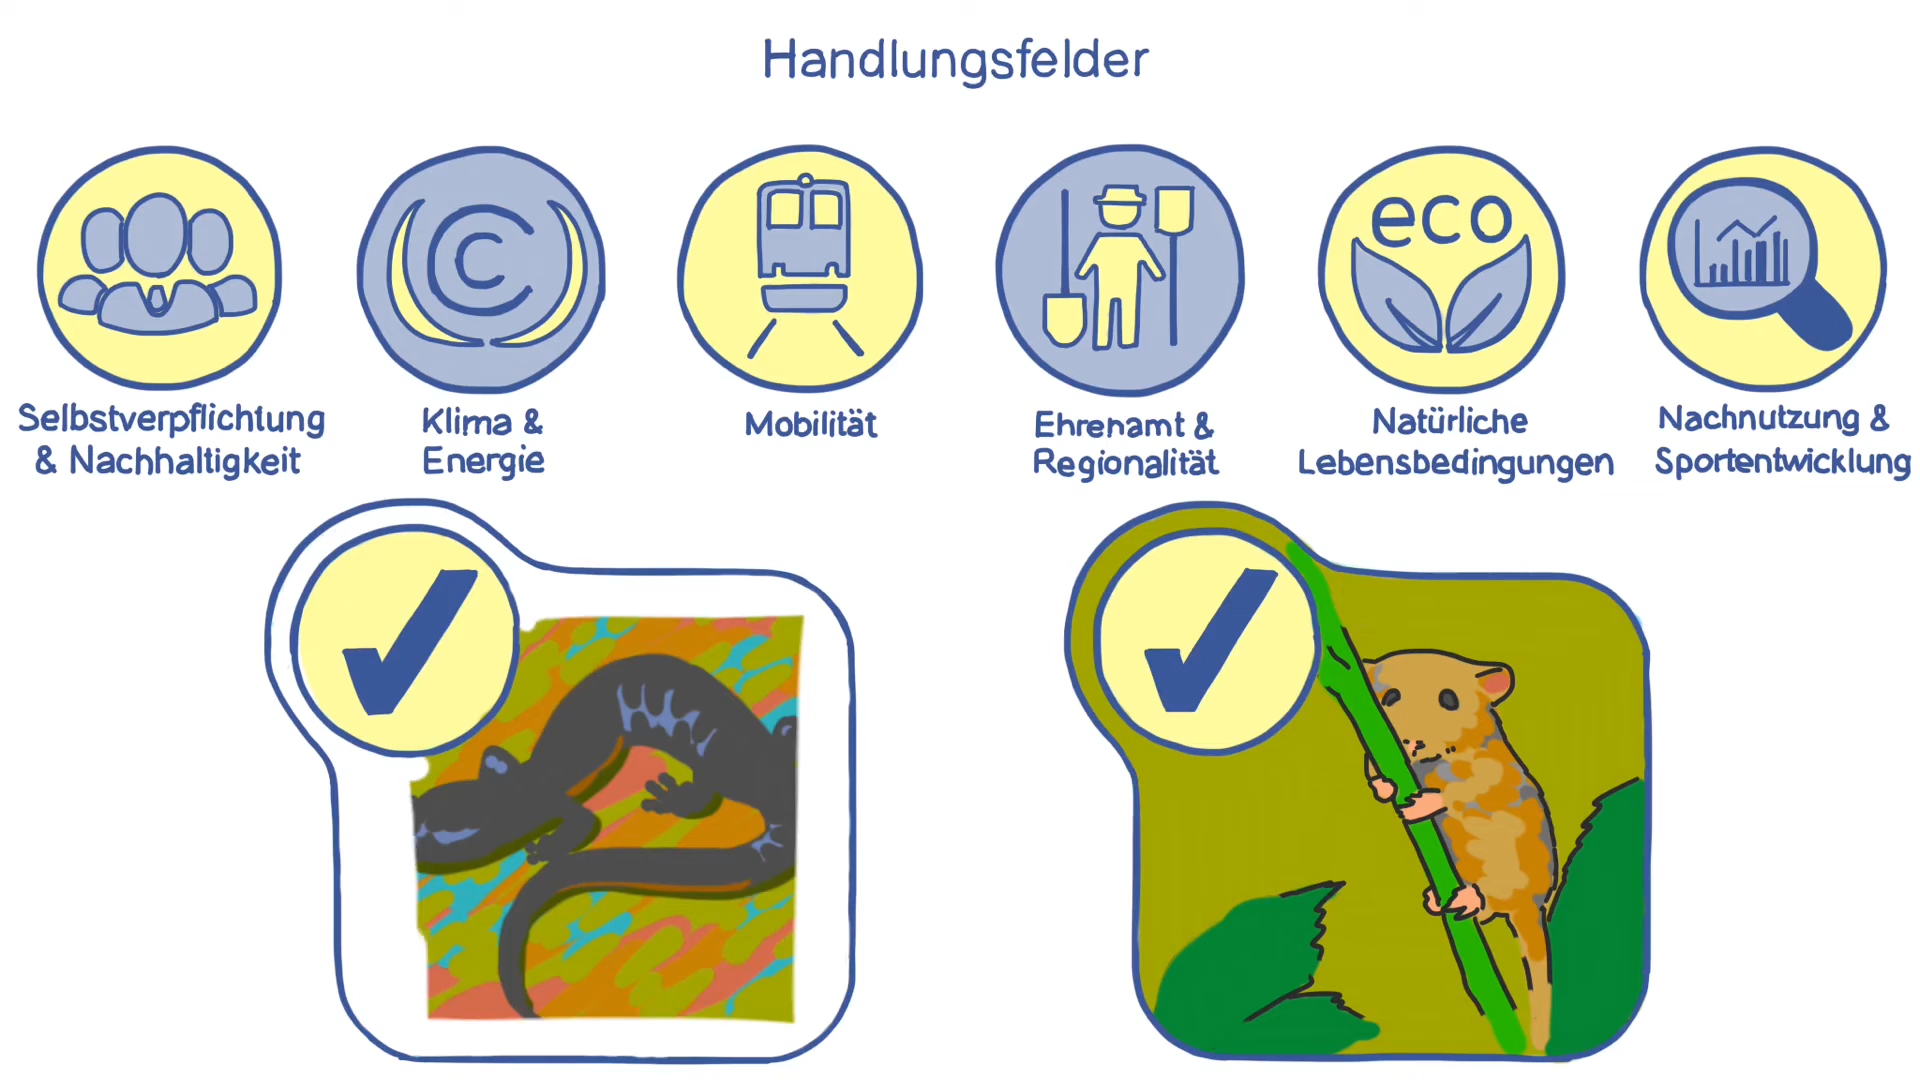 Handlungsfelder
C
eco
Selbstverpflichtung
& Nachhaltigkeit
Klima &
Energie
Mobilität
Ehrenamt &
Regionalität
Natürliche
Lebensbedingungen
Nachnutzung &
Sportentwicklung